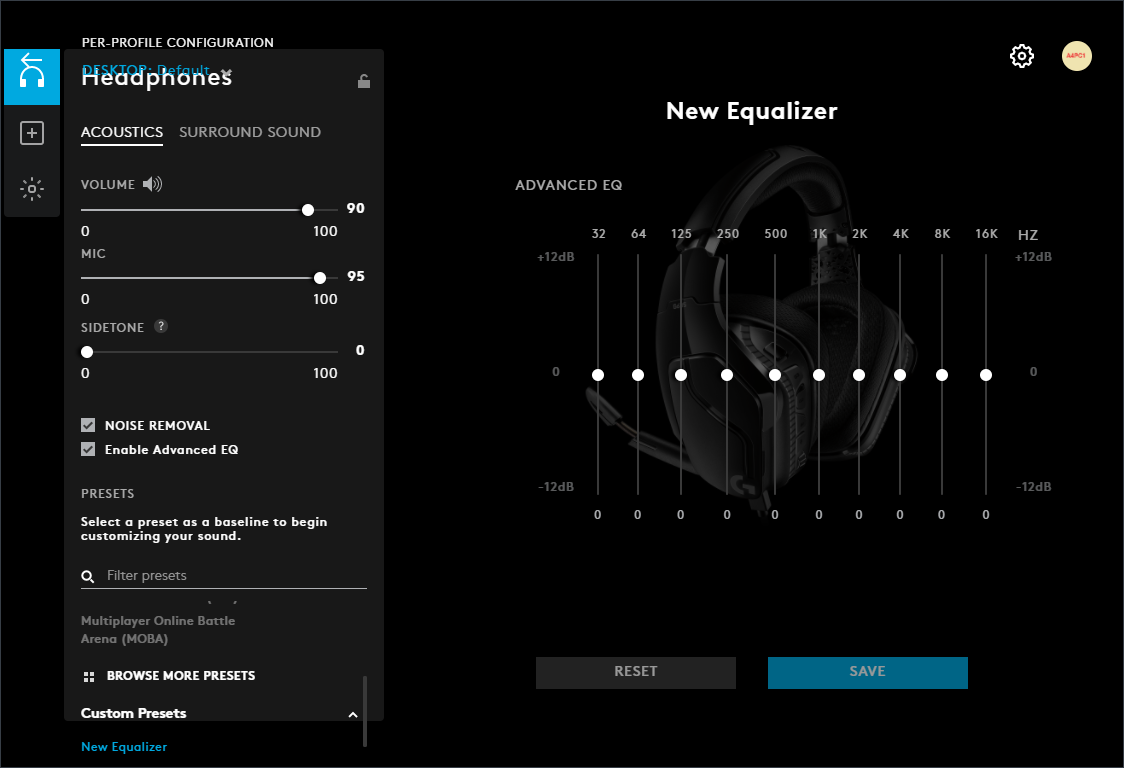 PER-PROFILE CONFIGURATION
DESKTOP: Default
Headphones
ACOUSTICS SURROUND SOUND
VOLUME
90
0 100
MIC
95
0 100
SIDETONE ?
0
0 100
NOISE REMOVAL
Enable Advanced EQ
PRESETS
Select a preset as a baseline to begin
customizing your sound.
Filter presets
Multiplayer Online Battle
Arena (MOBA)
BROWSE MORE PRESETS
Custom Presets
New Equalizer
New Equalizer
ADVANCED EQ
32 64 125 250 500 1K 2K 4K 8K 16K HZ
+12dB +12dB
0 0
-12dB -12dB
0 0 0 0 0 0 0 0 0 0
RESET SAVE